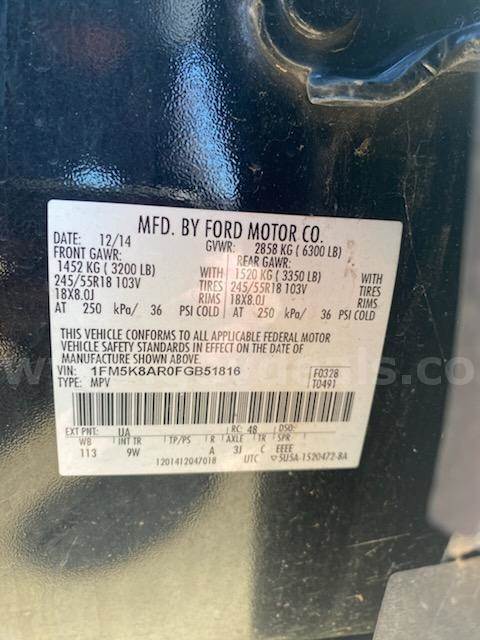 MFD. BY FORD MOTOR CO.
DATE: 12/14 GVWR: 2858 KG ( 6300 LB)
FRONT GAWR: REAR GAWR:
1452 KG ( 3200 LB) WITH 1520 KG ( 3350 LB) WITH
245/55R18 103V TIRES 245/55R18 103V TIRES
18X8.0J RIMS 18X8.0J RIMS
AT 250 kPa/ 36 PSI COLD AT 250 kPa/ 36 PSI COLD
THIS VEHICLE CONFORMS TO ALL APPLICABLE FEDERAL MOTOR
VEHICLE SAFETY STANDARDS IN EFFECT ON THE DATE OF
MANUFACTURE SHOWN ABOVE.
VIN: 1FM5K8AR0FGB51816 F0328
TYPE: MPV T0491
EXT PNT: UA RC: 48 DSO:
WB INT TR TP/PS R AXLE TR SPR
113 9W A 3J C EEEE
1201412047018 UTC 5U5A-1520472-BA